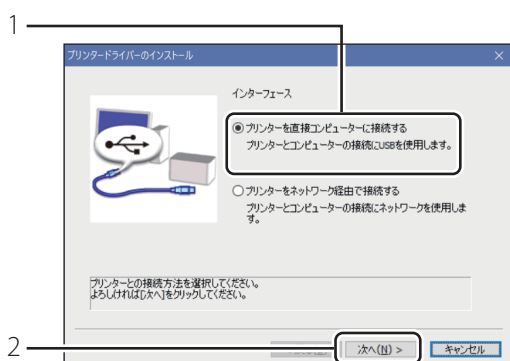 1
プリンタードライバーのインストール
インターフェース
プリンターを直接コンピューターに接続する
プリンターとコンピューターの接続にUSBを使用します。
プリンターをネットワーク経由で接続する
プリンターとコンピューターの接続にネットワークを使用しま
す。
プリンターとの接続方法を選択してください。
よろしければ[次へ]をクリックしてください。
2
次へ(N) >
キャンセル